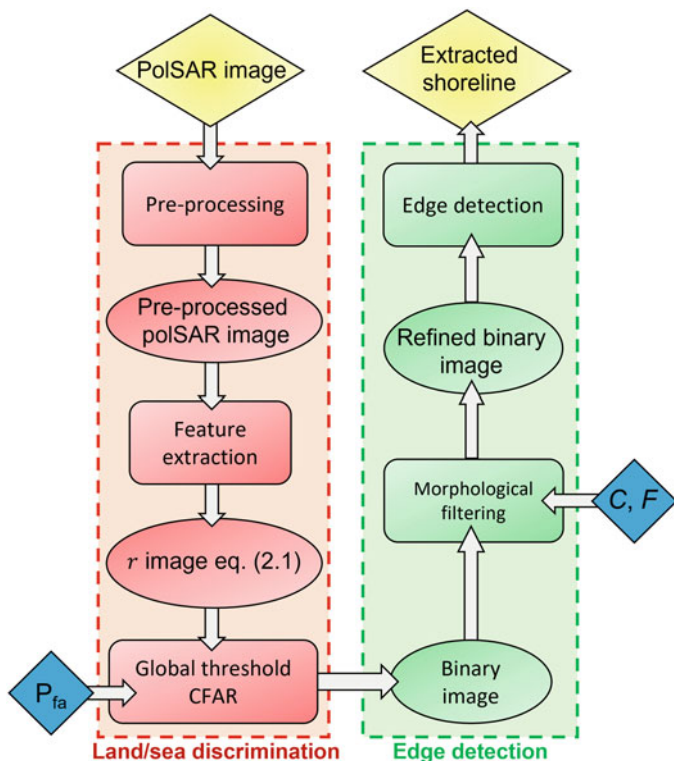 PolSAR image
Pre-processing
Pre-processed
polSAR image
Feature
extraction
r image eq. (2.1)
Global threshold
CFAR
Pfa
Land/sea discrimination
Extracted
shoreline
Edge detection
Refined binary
image
Morphological
filtering
C, F
Binary
image
Edge detection